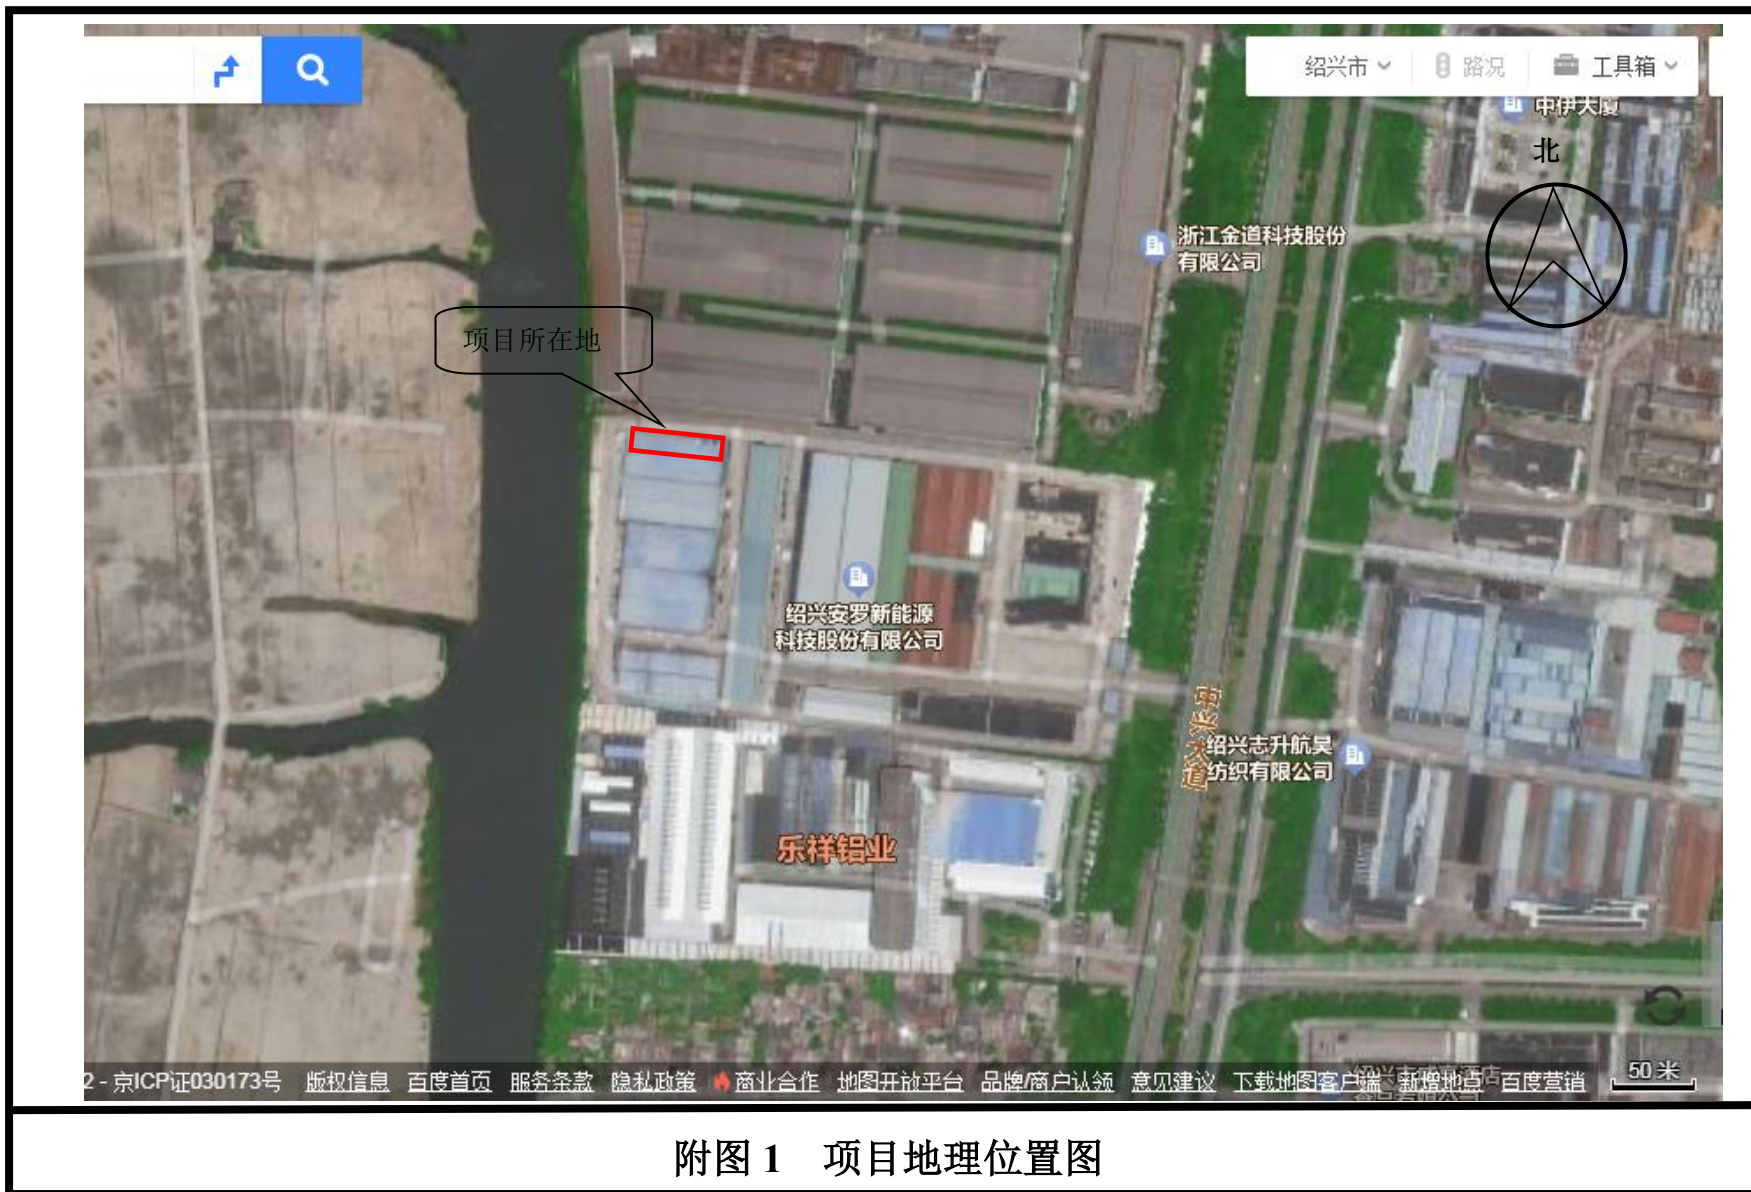 绍兴市
路况
工具箱
中伊大厦
北
浙江金道科技股份
有限公司
项目所在地
绍兴安罗新能源
科技股份有限公司
中兴大道
绍兴志升航昊
纺织有限公司
乐祥铝业
2 - 京ICP证030173号 版权信息 百度首页 服务条款 隐私政策 商业合作 地图开放平台 品牌/商户认领 意见建议 下载地图客户端 新增地点 百度营销
50 米
附图 1 项目地理位置图